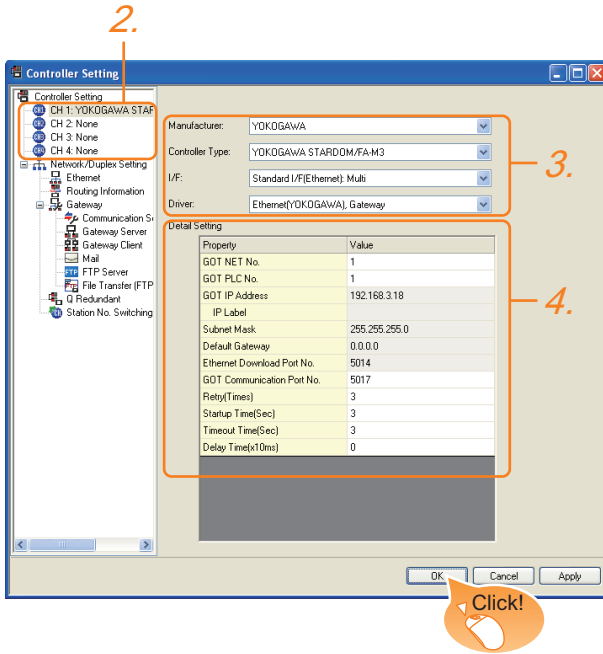 2.
Controller Setting
Controller Setting
CH 1: YOKOGAWA STAR
CH 2: None
CH 3: None
CH 4: None
Network/Duplex Setting
Ethernet
Routing Information
Gateway
Communication Se
Gateway Server
Gateway Client
Mail
FTP FTP Server
File Transfer (FTP
Q Redundant
Station No. Switching
Manufacturer: YOKOGAWA
Controller Type: YOKOGAWA STARDOM/FA-M3
I/F: Standard I/F(Ethernet): Multi
Driver: Ethernet(YOKOGAWA), Gateway
3.
Detail Setting
Property Value
GOT NET No. 1
GOT PLC No. 1
GOT IP Address 192.168.3.18
IP Label
Subnet Mask 255.255.255.0
Default Gateway 0.0.0.0
Ethernet Download Port No. 5014
GOT Communication Port No. 5017
Retry(Times) 3
Startup Time(Sec) 3
Timeout Time(Sec) 3
Delay Time(x10ms) 0
4.
OK Cancel Apply
Click!